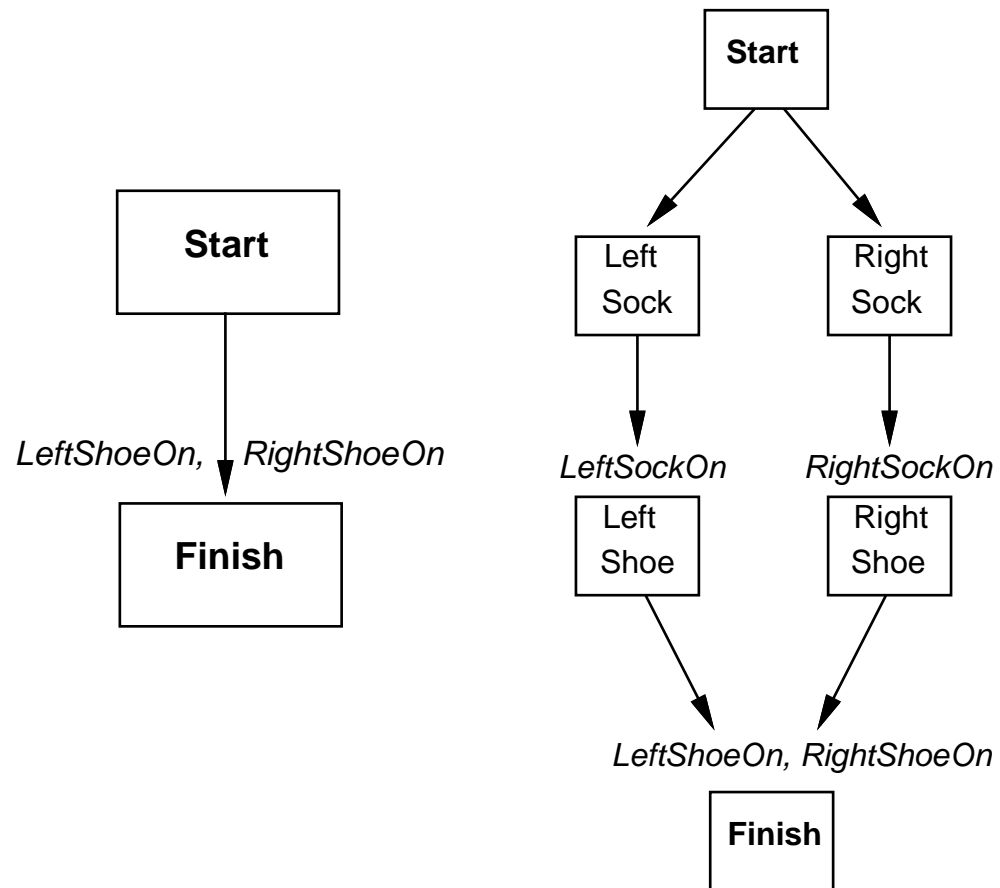 Start
LeftShoeOn, RightShoeOn
Finish
Start
Left
Sock
Right
Sock
LeftSockOn
RightSockOn
Left
Shoe
Right
Shoe
LeftShoeOn, RightShoeOn
Finish